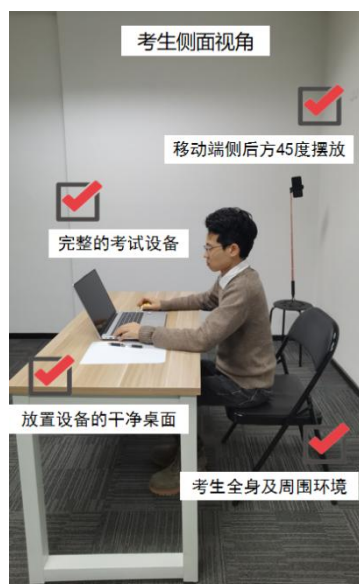 考生侧面视角
移动端侧后方45度摆放
完整的考试设备
放置设备的干净桌面
考生全身及周围环境